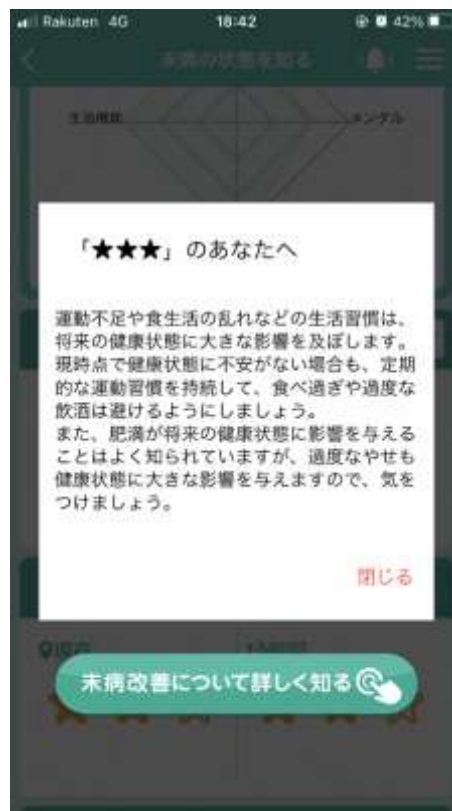 Rakuten 4G 18:42 42%
未病の状態を知る
生活機能 メンタル
「★★★」のあなたへ
運動不足や食生活の乱れなどの生活習慣は、
将来の健康状態に大きな影響を及ぼします。
現時点で健康状態に不安がない場合も、定期
的な運動習慣を持続して、食べ過ぎや過度な
飲酒は避けるようにしましょう。
また、肥満が将来の健康状態に影響を与える
ことはよく知られていますが、過度なやせも
健康状態に大きな影響を与えますので、気を
つけましょう。
閉じる
現在
未病改善について詳しく知る